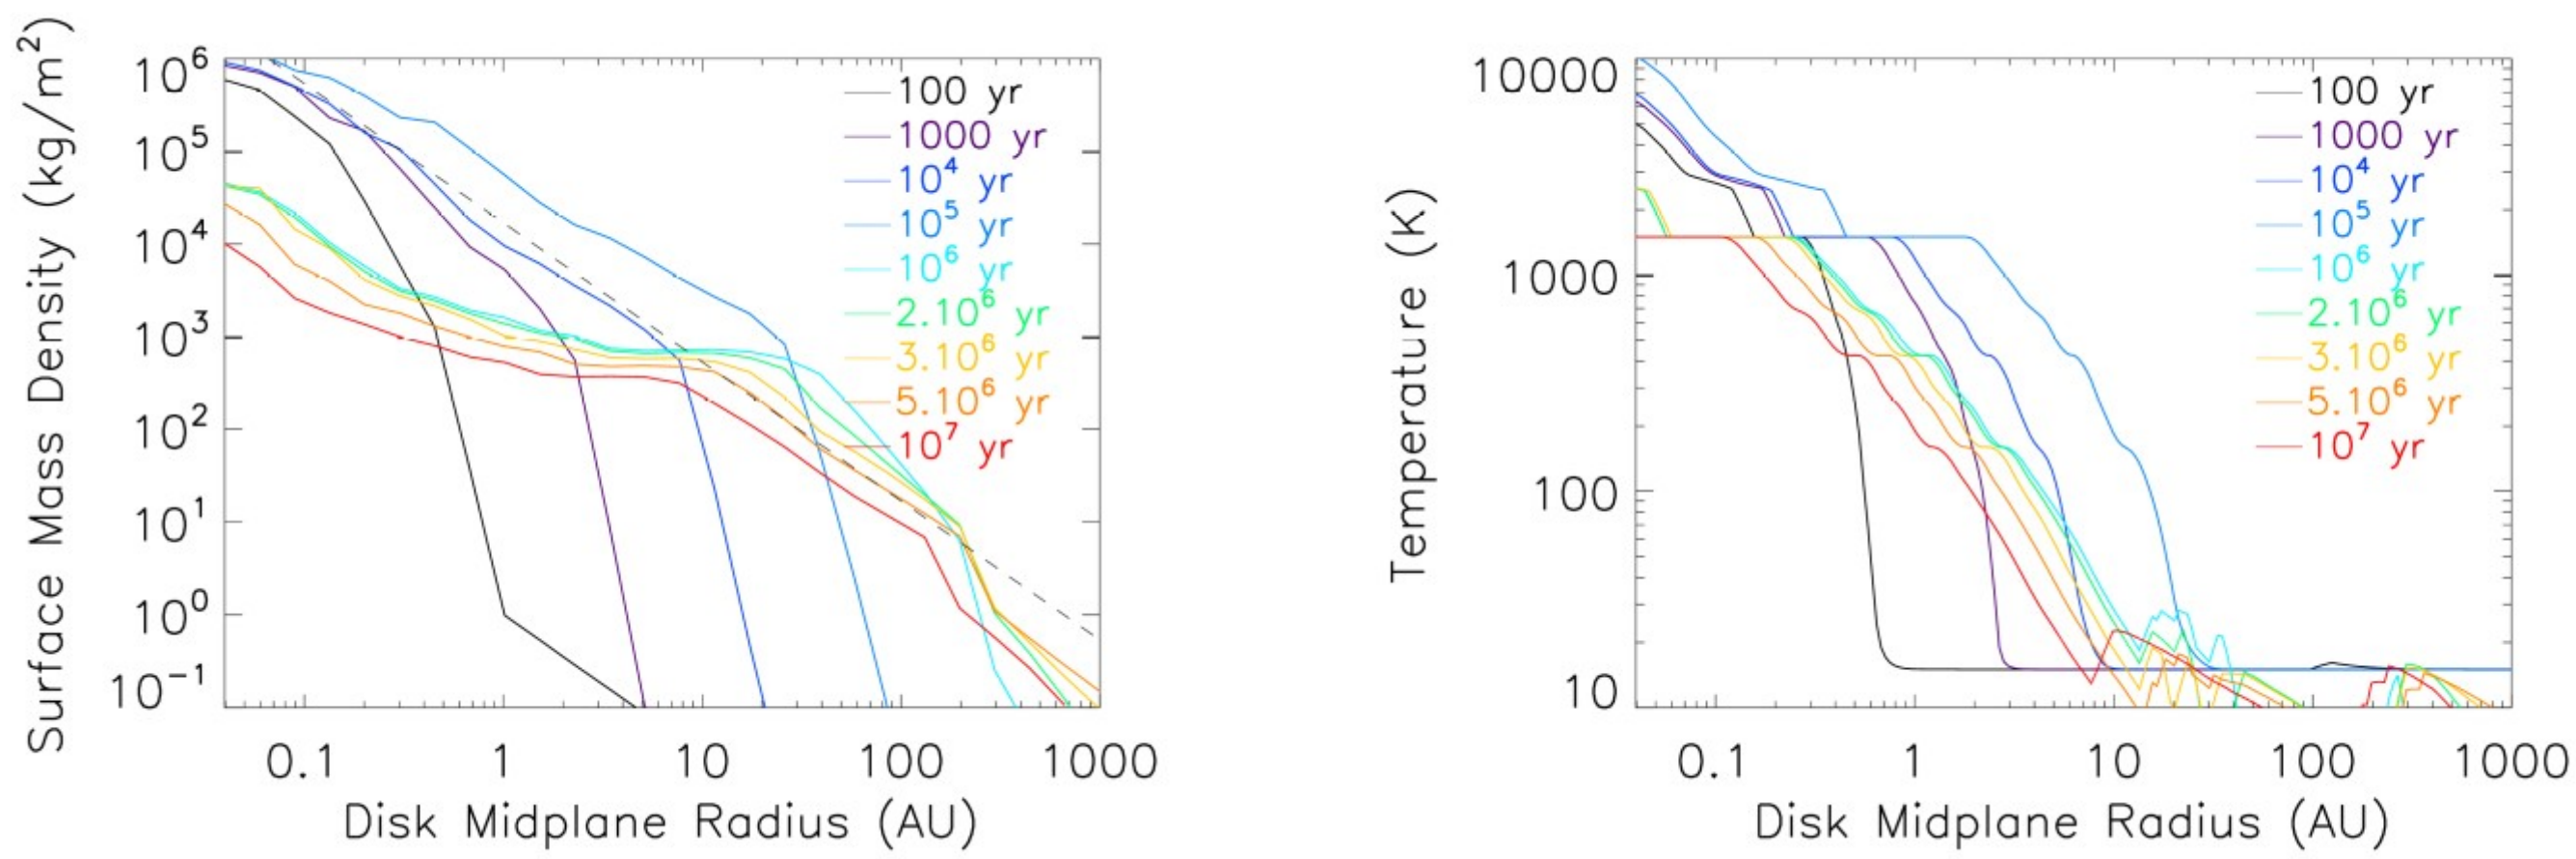 Surface Mass Density (kg/m²)
10⁶
10⁵
10⁴
10³
10²
10¹
10⁰
10⁻¹
100 yr
1000 yr
10⁴ yr
10⁵ yr
10⁶ yr
2.10⁶ yr
3.10⁶ yr
5.10⁶ yr
10⁷ yr
0.1 1 10 100 1000
Disk Midplane Radius (AU)
Temperature (K)
10000
1000
100
10
100 yr
1000 yr
10⁴ yr
10⁵ yr
10⁶ yr
2.10⁶ yr
3.10⁶ yr
5.10⁶ yr
10⁷ yr
0.1 1 10 100 1000
Disk Midplane Radius (AU)